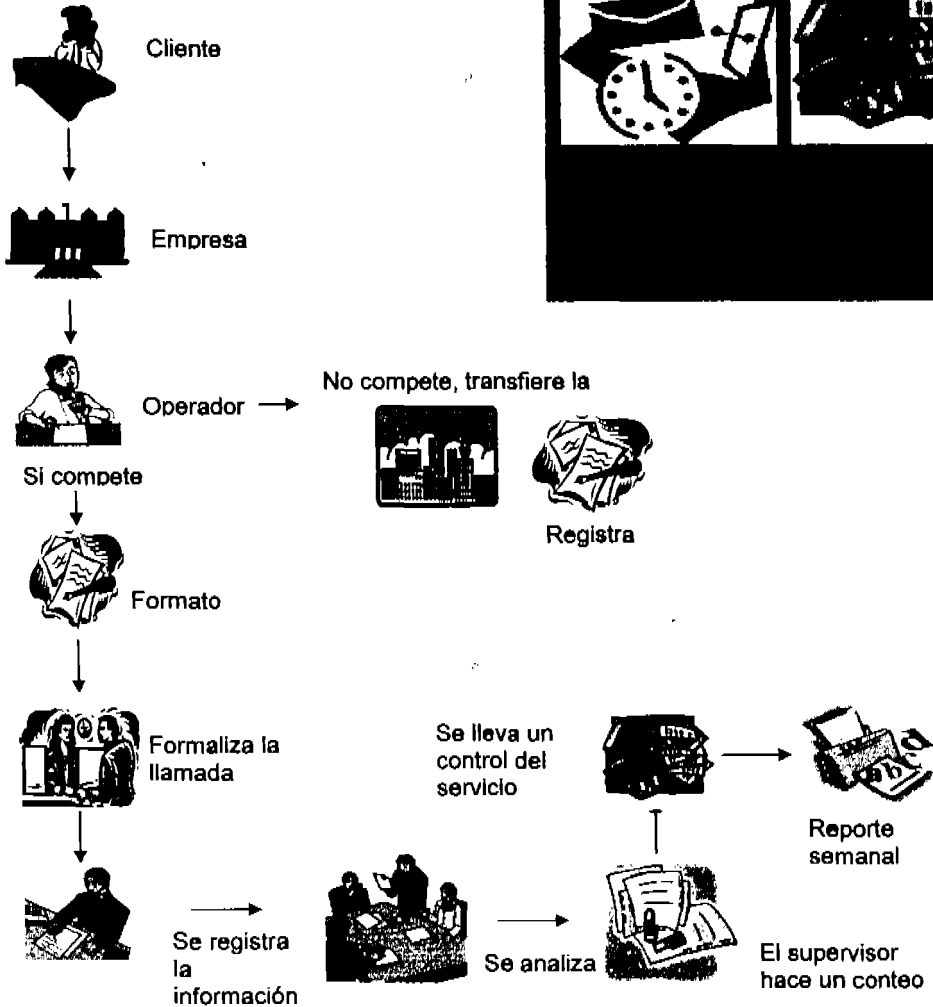 Cliente
Empresa
Operador
No compete, transfiere la
Registra
Si compete
Formato
Formaliza la
llamada
Se registra
la
información
Se analiza
El supervisor
hace un conteo
Se lleva un
control del
servicio
Reporte
semanal